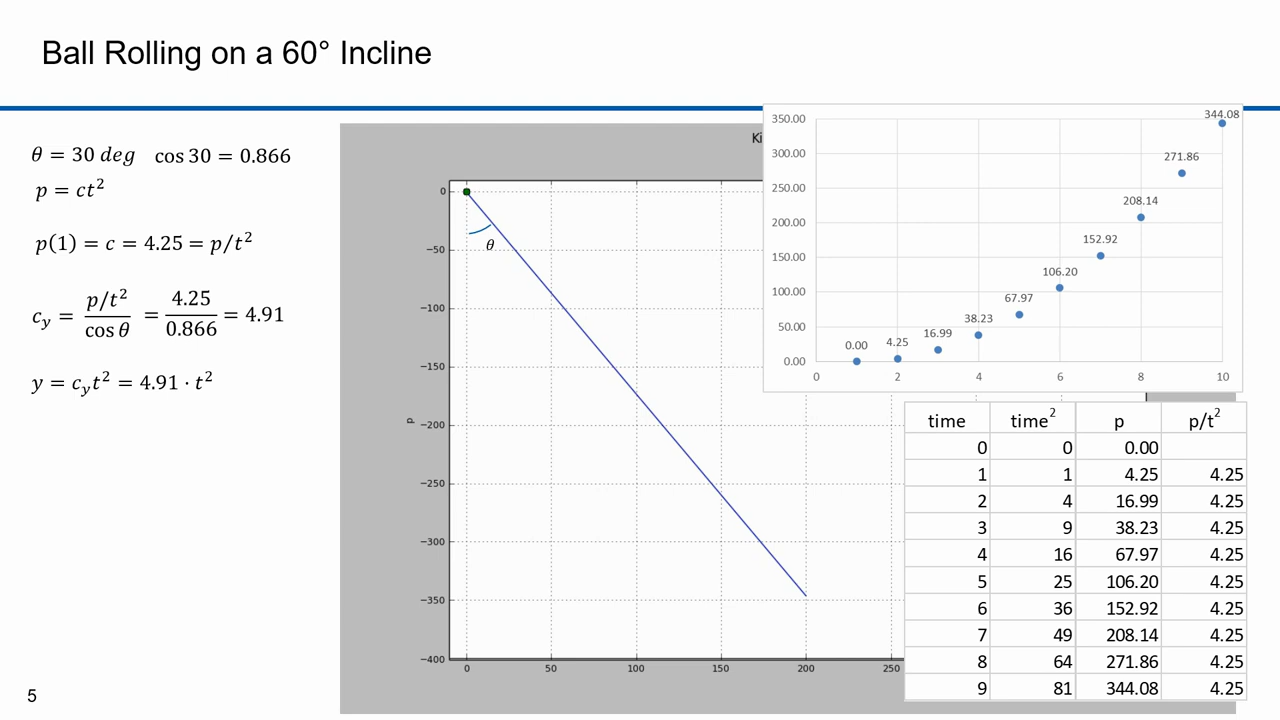 Ball Rolling on a 60° Incline
θ = 30 deg cos 30 = 0.866
p = ct²
p(1) = c = 4.25 = p/t²
c_y = (p/t²)/(cos θ) = 4.25/0.866 = 4.91
y = c_y t² = 4.91 · t²
Ki
0
−50
−100
−150
−200
−250
−300
−350
−400
p
θ
0 50 100 150 200 250
350.00
300.00
250.00
200.00
150.00
100.00
50.00
0.00
0 2 4 6 8 10
0.00 4.25 16.99 38.23 67.97 106.20 152.92 208.14 271.86 344.08
time time² p p/t²
0 0 0.00
1 1 4.25 4.25
2 4 16.99 4.25
3 9 38.23 4.25
4 16 67.97 4.25
5 25 106.20 4.25
6 36 152.92 4.25
7 49 208.14 4.25
8 64 271.86 4.25
9 81 344.08 4.25
5